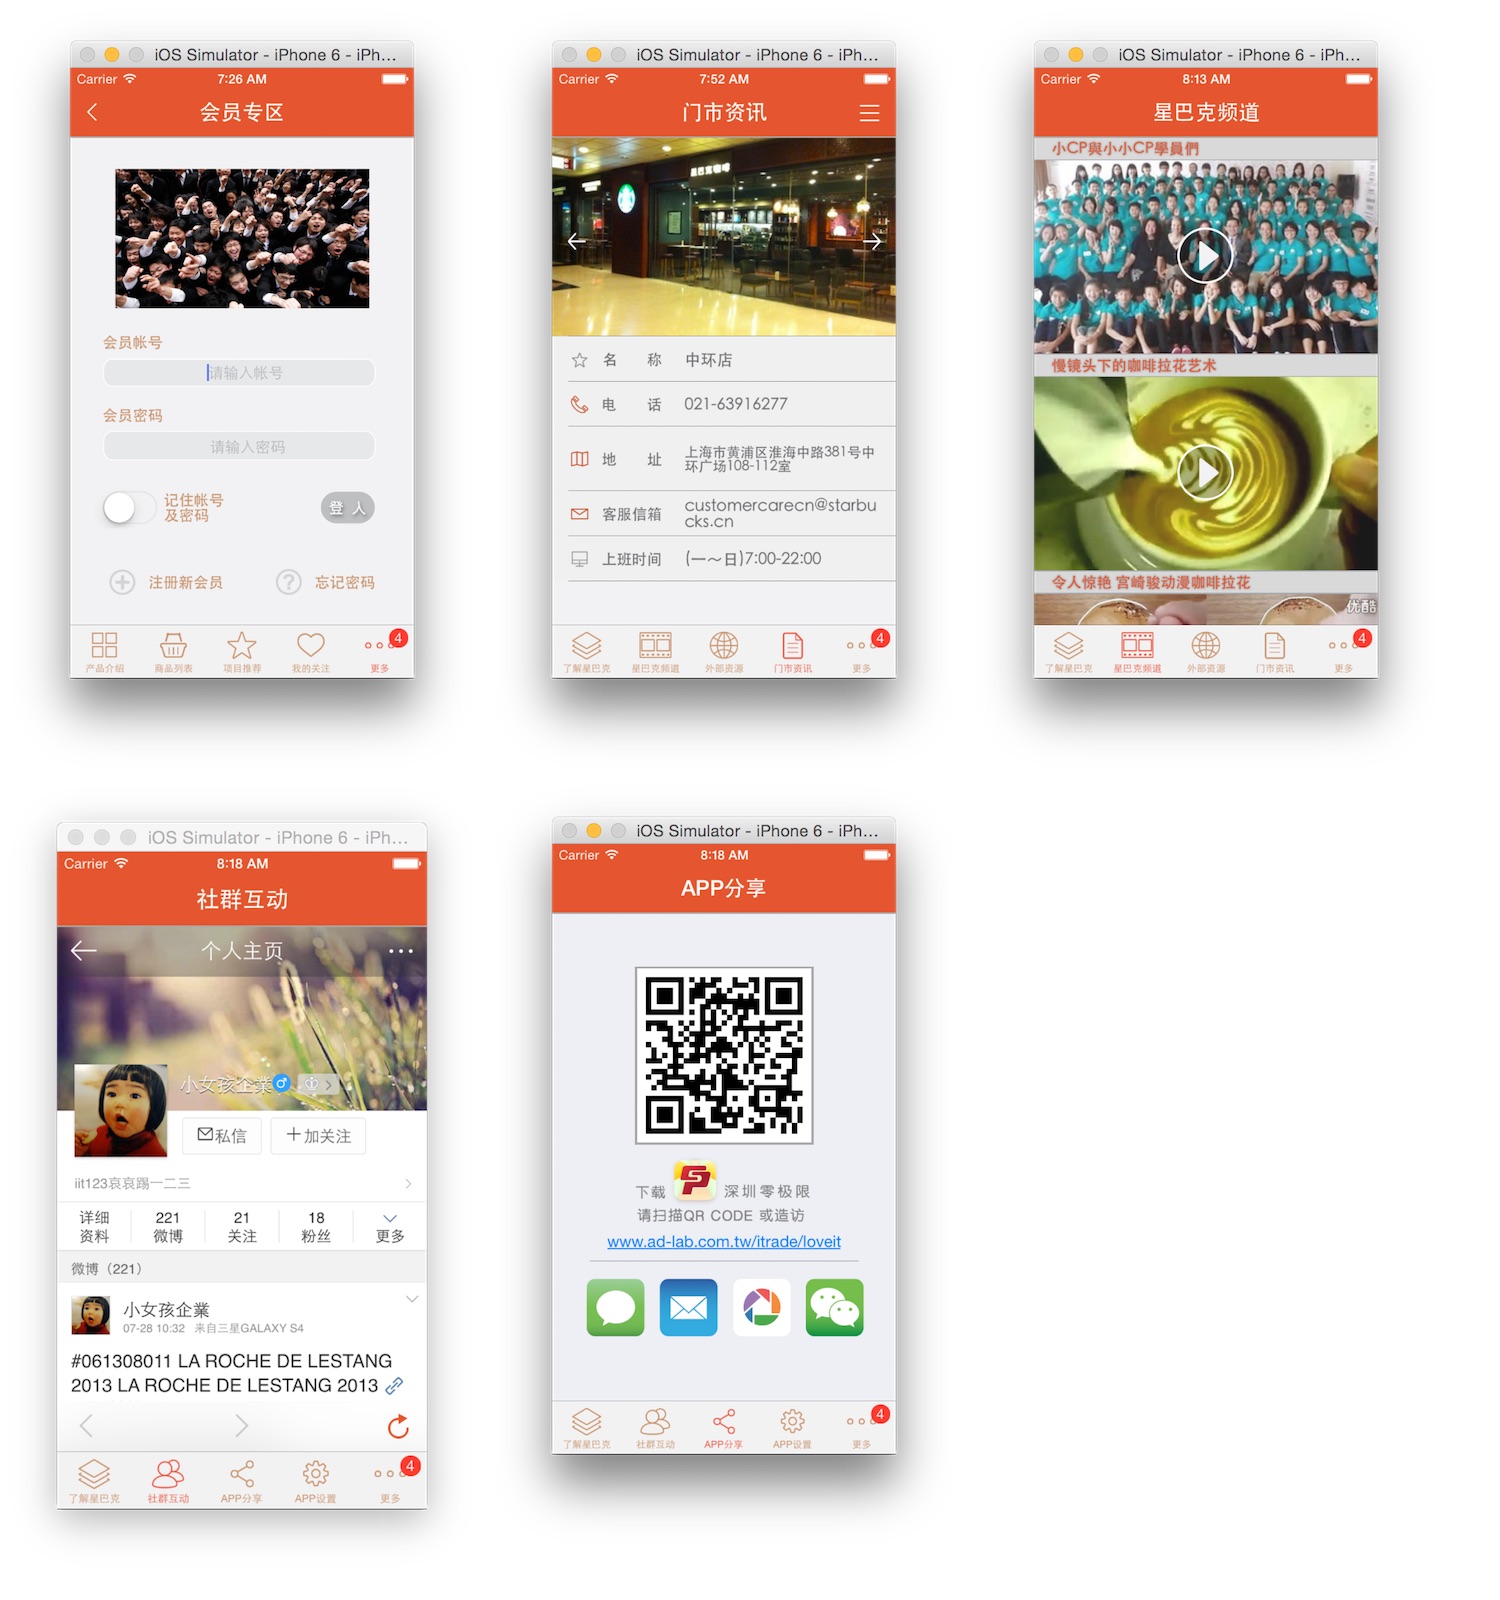 iOS Simulator - iPhone 6 - iPh...
Carrier 7:26 AM
会员专区
会员帐号
请输入帐号
会员密码
请输入密码
记住帐号
及密码
登 入
注册新会员
忘记密码
产品介绍 商品列表 项目推荐 我的关注 更多 4
iOS Simulator - iPhone 6 - iPh...
Carrier 7:52 AM
门市资讯
星巴克咖啡
名 称 中环店
电 话 021-63916277
地 址 上海市黄浦区淮海中路381号中
环广场108-112室
客服信箱 customercarecn@starbu
cks.cn
上班时间 (一～日)7:00-22:00
了解星巴克 星巴克频道 外部资源 门市资讯 更多 4
iOS Simulator - iPhone 6 - iPh...
Carrier 8:13 AM
星巴克频道
小CP與小小CP學員們
慢镜头下的咖啡拉花艺术
令人惊艳 宫崎骏动漫咖啡拉花
优酷
了解星巴克 星巴克频道 外部资源 门市资讯 更多 4
iOS Simulator - iPhone 6 - iPh...
Carrier 8:18 AM
社群互动
个人主页
小女孩企業
私信
加关注
iit123哀哀踢一二三
详细
资料
221
微博
21
关注
18
粉丝
更多
微博（221）
小女孩企業
07-28 10:32 来自三星GALAXY S4
#061308011 LA ROCHE DE LESTANG
2013 LA ROCHE DE LESTANG 2013
了解星巴克 社群互动 APP分享 APP设置 更多 4
iOS Simulator - iPhone 6 - iPh...
Carrier 8:18 AM
APP分享
下载 SP 深圳零极限
请扫描QR CODE 或造访
www.ad-lab.com.tw/itrade/loveit
了解星巴克 社群互动 APP分享 APP设置 更多 4